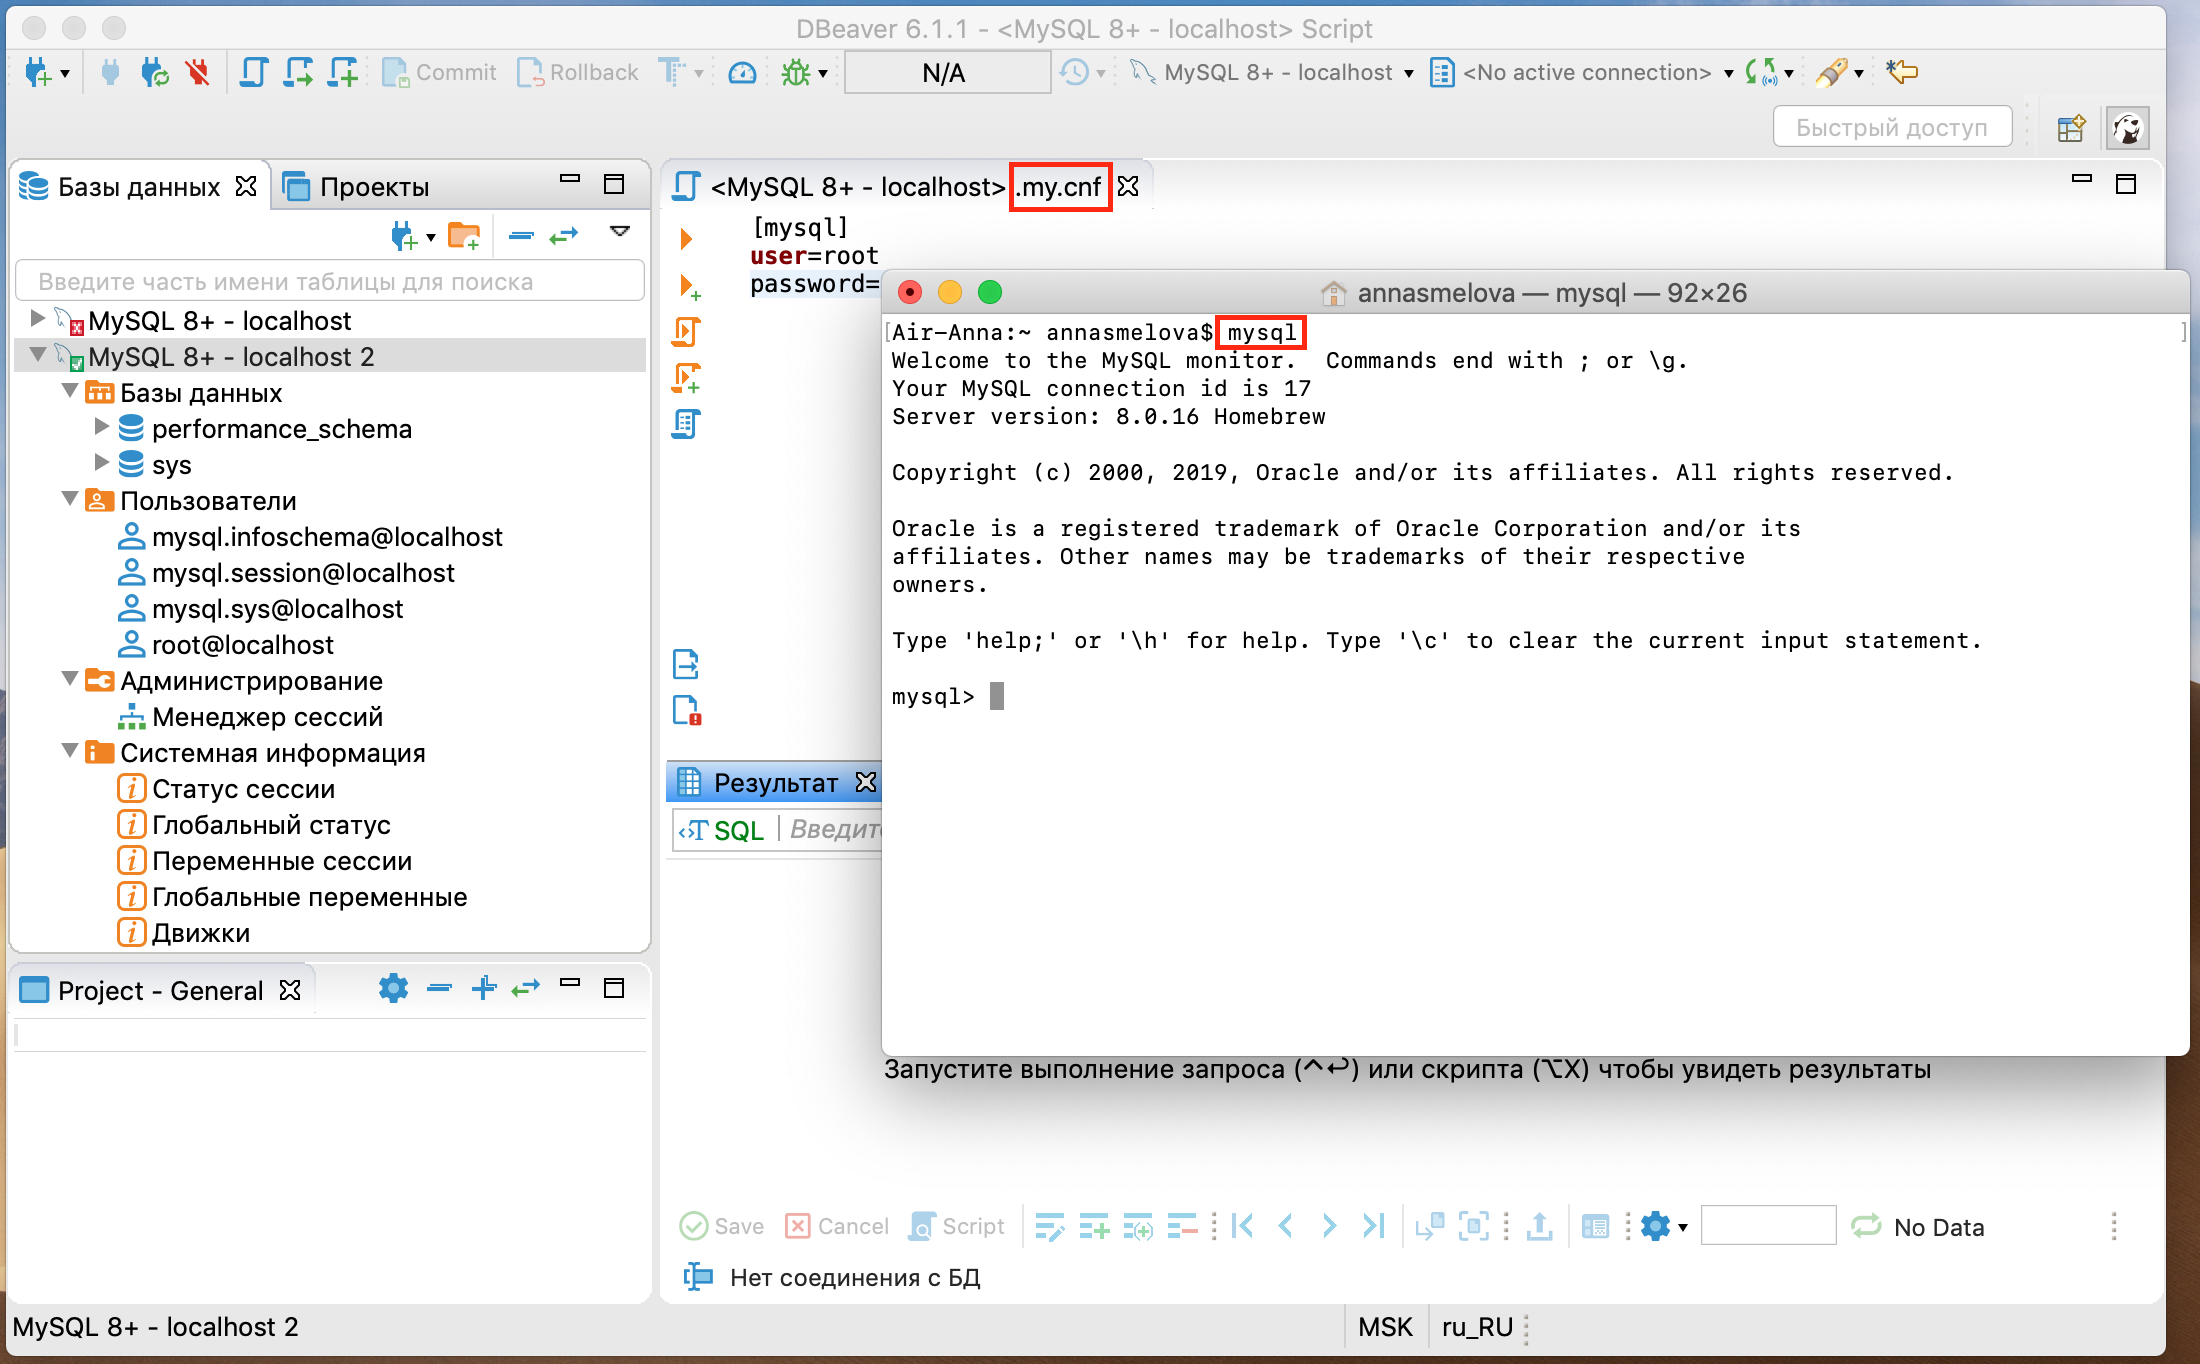 DBeaver 6.1.1 - <MySQL 8+ - localhost> Script
Commit
Rollback
N/A
MySQL 8+ - localhost
<No active connection>
Быстрый доступ
Базы данных
Проекты
Введите часть имени таблицы для поиска
MySQL 8+ - localhost
MySQL 8+ - localhost 2
Базы данных
performance_schema
sys
Пользователи
mysql.infoschema@localhost
mysql.session@localhost
mysql.sys@localhost
root@localhost
Администрирование
Менеджер сессий
Системная информация
Статус сессии
Глобальный статус
Переменные сессии
Глобальные переменные
Движки
Project - General
<MySQL 8+ - localhost> .my.cnf
[mysql]
user=root
password=
annasmelova — mysql — 92×26
[Air-Anna:~ annasmelova$ mysql ]
Welcome to the MySQL monitor.  Commands end with ; or \g.
Your MySQL connection id is 17
Server version: 8.0.16 Homebrew
Copyright (c) 2000, 2019, Oracle and/or its affiliates. All rights reserved.
Oracle is a registered trademark of Oracle Corporation and/or its
affiliates. Other names may be trademarks of their respective
owners.
Type 'help;' or '\h' for help. Type '\c' to clear the current input statement.
mysql>
Результат
SQL
Запустите выполнение запроса (^↩) или скрипта (⌥X) чтобы увидеть результаты
Save
Cancel
Script
No Data
Нет соединения с БД
MySQL 8+ - localhost 2
MSK
ru_RU